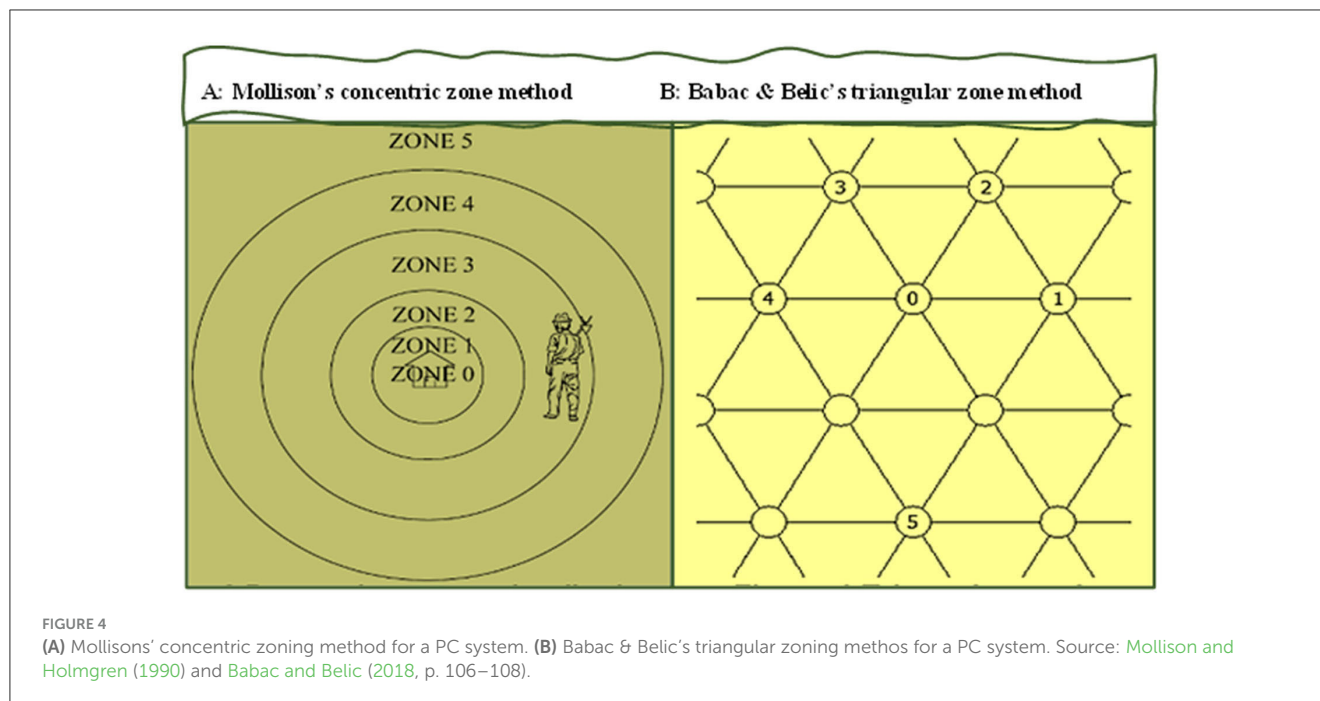 A: Mollison's concentric zone method
B: Babac & Belic's triangular zone method
ZONE 5
ZONE 4
ZONE 3
ZONE 2
ZONE 1
ZONE 0
3 2
4 0 1
5
FIGURE 4
(A) Mollisons' concentric zoning method for a PC system. (B) Babac & Belic's triangular zoning methos for a PC system. Source: Mollison and
Holmgren (1990) and Babac and Belic (2018, p. 106–108).